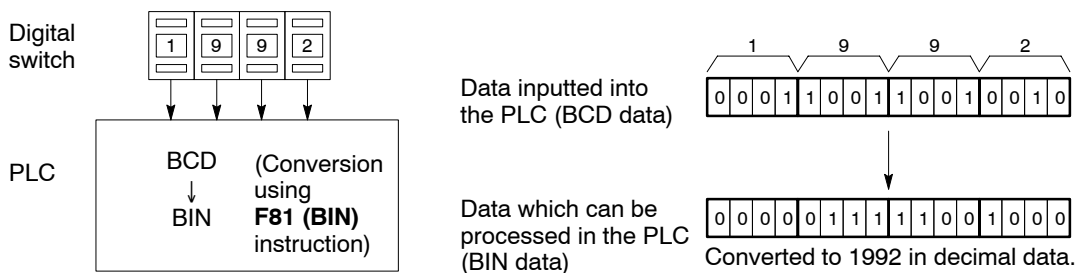 Digital
switch
1 9 9 2
PLC
BCD
↓
BIN
(Conversion
using
F81 (BIN)
instruction)
1 9 9 2
Data inputted into
the PLC (BCD data)
0 0 0 1 1 0 0 1 1 0 0 1 0 0 1 0
Data which can be
processed in the PLC
(BIN data)
0 0 0 0 0 1 1 1 1 1 0 0 1 0 0 0
Converted to 1992 in decimal data.